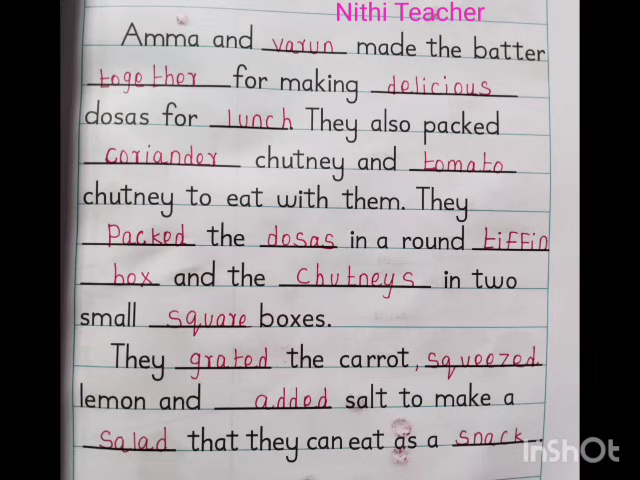 Nithi Teacher
Amma and varun made the batter
together for making delicious
dosas for lunch. They also packed
coriander chutney and tomato
chutney to eat with them. They
Packed the dosas in a round tiffin
box and the chutneys in two
small square boxes.
They grated the carrot, squeezed
lemon and added salt to make a
salad that they can eat as a snack.
InShOt